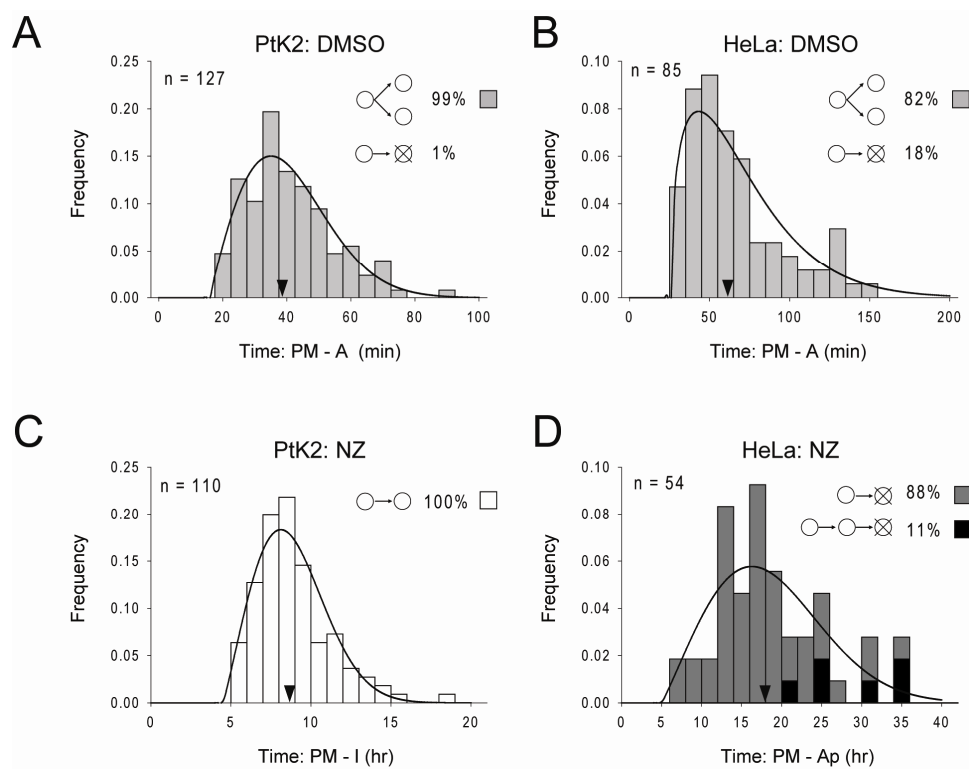 A
PtK2: DMSO
n = 127
99%
1%
Frequency
0.25
0.20
0.15
0.10
0.05
0.00
0 20 40 60 80 100
Time: PM - A (min)
B
HeLa: DMSO
n = 85
82%
18%
Frequency
0.10
0.08
0.06
0.04
0.02
0.00
0 50 100 150 200
Time: PM - A (min)
C
PtK2: NZ
n = 110
100%
Frequency
0.25
0.20
0.15
0.10
0.05
0.00
0 5 10 15 20
Time: PM - I (hr)
D
HeLa: NZ
n = 54
88%
11%
Frequency
0.10
0.08
0.06
0.04
0.02
0.00
0 5 10 15 20 25 30 35 40
Time: PM - Ap (hr)